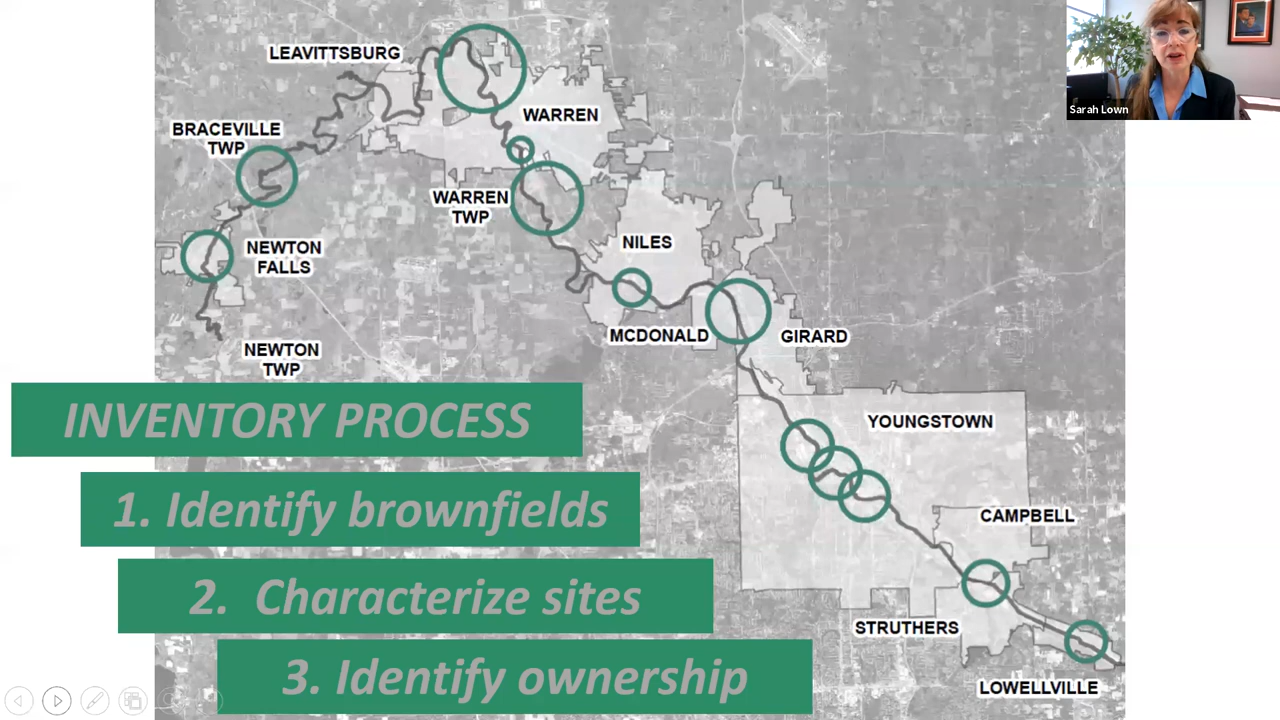 LEAVITTSBURG
Sarah Lown
WARREN
BRACEVILLE
TWP
WARREN
TWP
NILES
NEWTON
FALLS
MCDONALD
GIRARD
NEWTON
TWP
INVENTORY PROCESS
YOUNGSTOWN
1. Identify brownfields
CAMPBELL
2. Characterize sites
STRUTHERS
3. Identify ownership
LOWELLVILLE